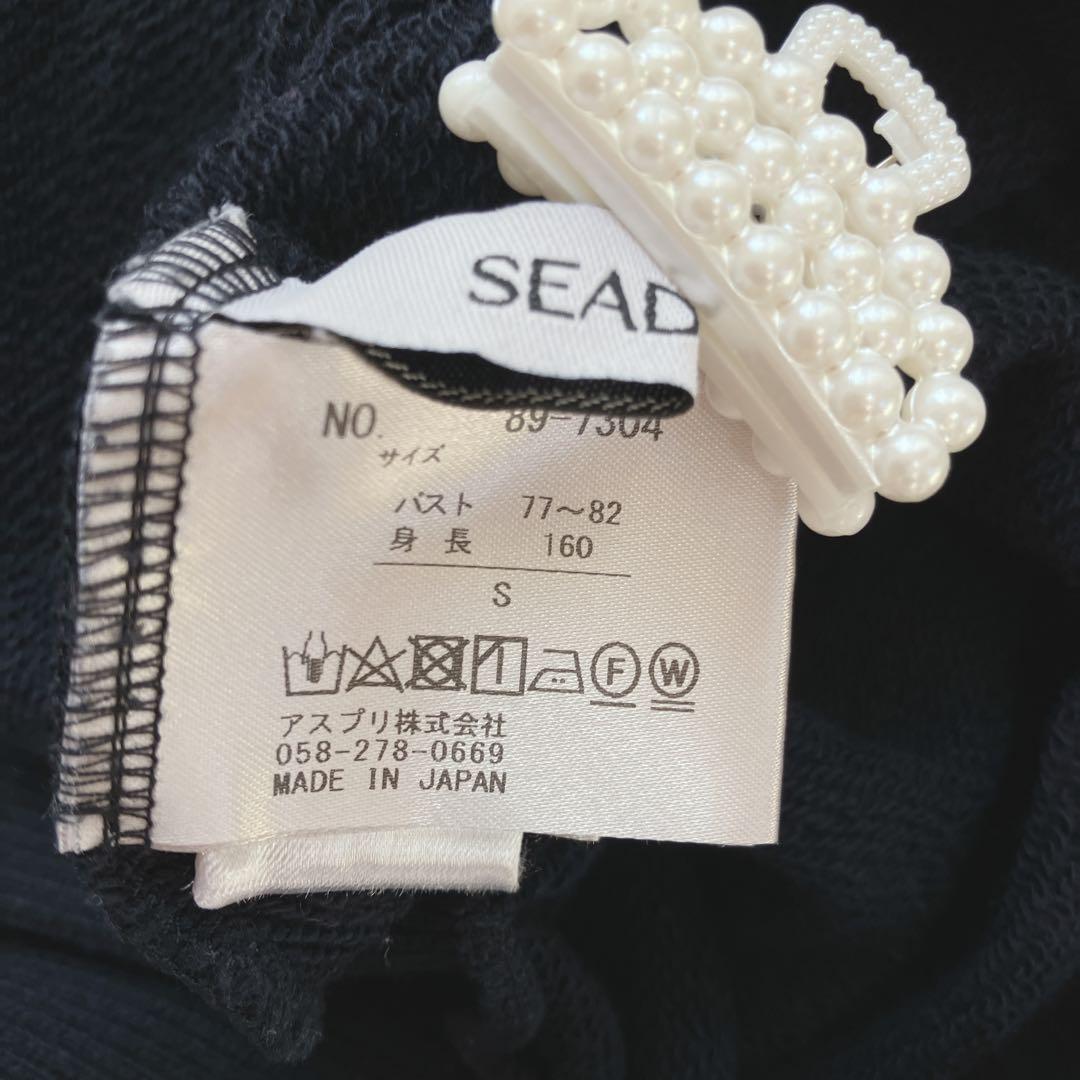 SEAD
NO. 89-7304
サイズ
バスト 77～82
身長 160
S
F W
アスプリ株式会社
058-278-0669
MADE IN JAPAN